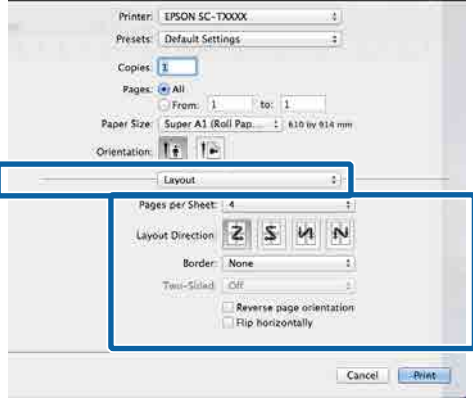 Printer: EPSON SC-TXXXX
Presets: Default Settings
Copies: 1
Pages: All
From: 1 to: 1
Paper Size: Super A1 (Roll Pap... 610 by 914 mm
Orientation:
Layout
Pages per Sheet: 4
Layout Direction
Border: None
Two-Sided: Off
Reverse page orientation
Flip horizontally
Cancel Print